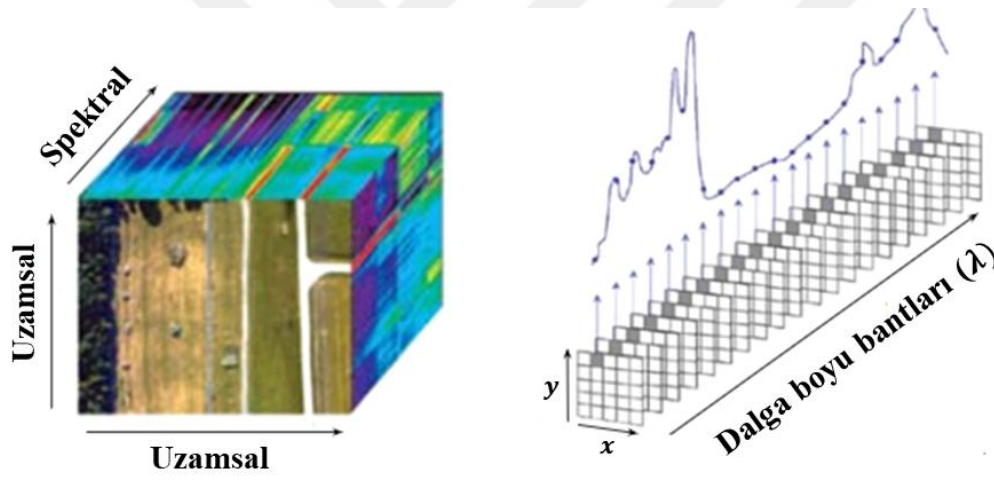 Spektral
Uzamsal
Uzamsal
y
x
Dalga boyu bantları (λ)